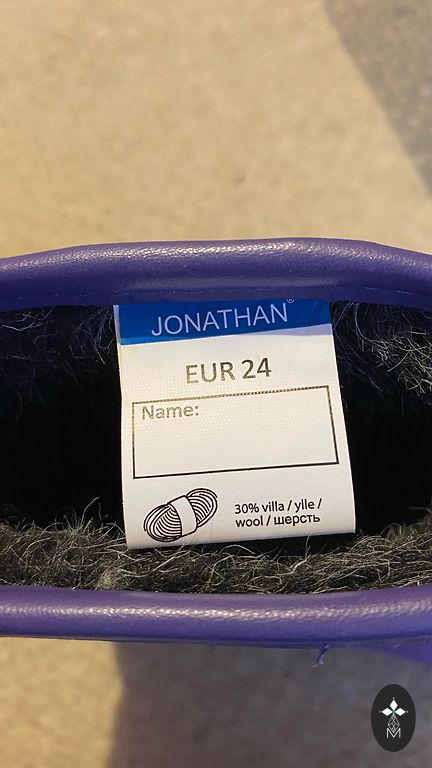 JONATHAN®
EUR 24
Name:
30% villa / ylle /
wool / шерсть
M